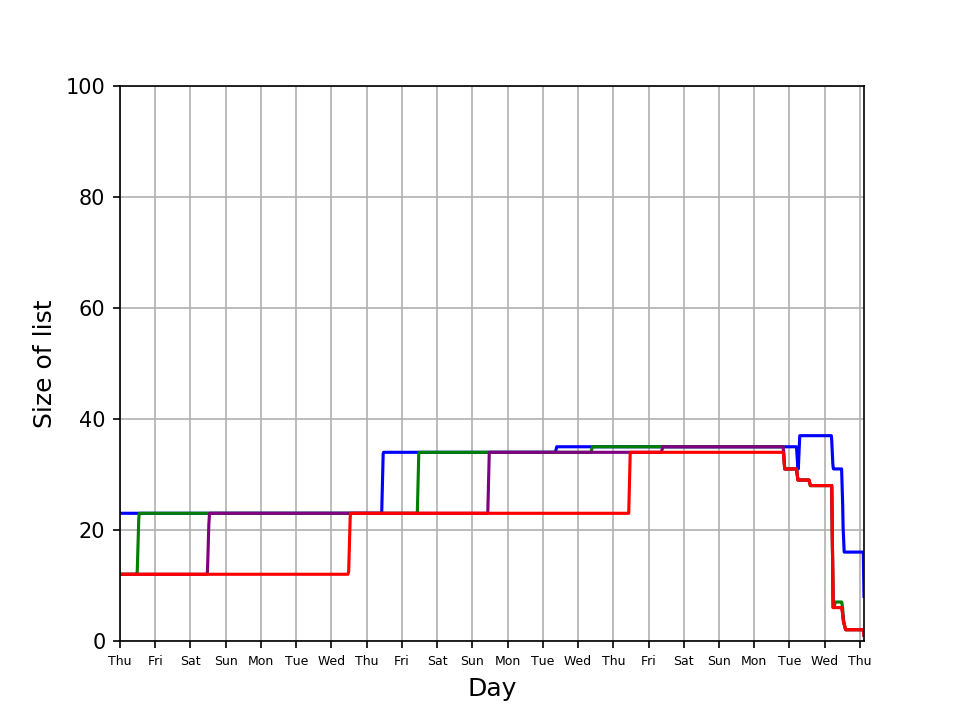 100
80
60
40
20
0
Size of list
Thu Fri Sat Sun Mon Tue Wed Thu Fri Sat Sun Mon Tue Wed Thu Fri Sat Sun Mon Tue Wed Thu
Day